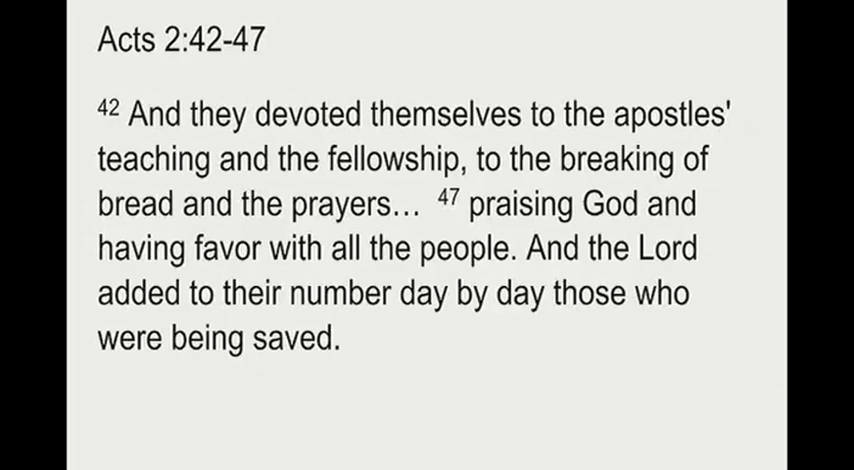 Acts 2:42-47
42 And they devoted themselves to the apostles'
teaching and the fellowship, to the breaking of
bread and the prayers… 47 praising God and
having favor with all the people. And the Lord
added to their number day by day those who
were being saved.